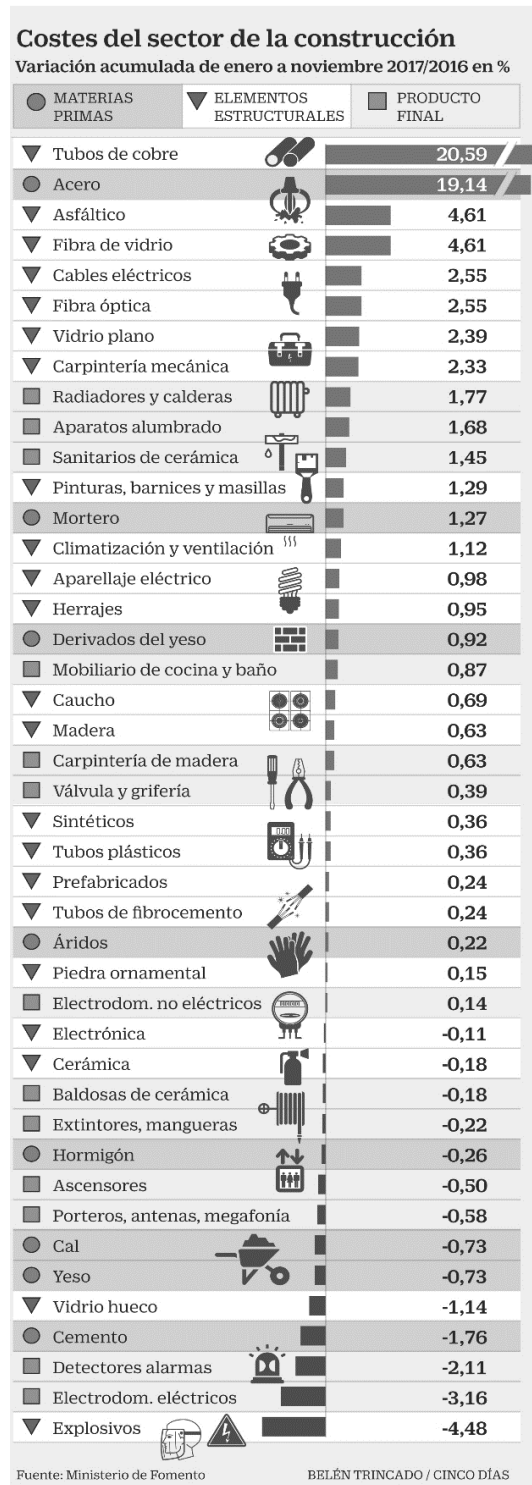 Costes del sector de la construcción
Variación acumulada de enero a noviembre 2017/2016 en %
MATERIAS PRIMAS
ELEMENTOS ESTRUCTURALES
PRODUCTO FINAL
Tubos de cobre 20,59
Acero 19,14
Asfáltico 4,61
Fibra de vidrio 4,61
Cables eléctricos 2,55
Fibra óptica 2,55
Vidrio plano 2,39
Carpintería mecánica 2,33
Radiadores y calderas 1,77
Aparatos alumbrado 1,68
Sanitarios de cerámica 1,45
Pinturas, barnices y masillas 1,29
Mortero 1,27
Climatización y ventilación 1,12
Aparellaje eléctrico 0,98
Herrajes 0,95
Derivados del yeso 0,92
Mobiliario de cocina y baño 0,87
Caucho 0,69
Madera 0,63
Carpintería de madera 0,63
Válvula y grifería 0,39
Sintéticos 0,36
Tubos plásticos 0,36
Prefabricados 0,24
Tubos de fibrocemento 0,24
Áridos 0,22
Piedra ornamental 0,15
Electrodom. no eléctricos 0,14
Electrónica -0,11
Cerámica -0,18
Baldosas de cerámica -0,18
Extintores, mangueras -0,22
Hormigón -0,26
Ascensores -0,50
Porteros, antenas, megafonía -0,58
Cal -0,73
Yeso -0,73
Vidrio hueco -1,14
Cemento -1,76
Detectores alarmas -2,11
Electrodom. eléctricos -3,16
Explosivos -4,48
Fuente: Ministerio de Fomento
BELÉN TRINCADO / CINCO DÍAS